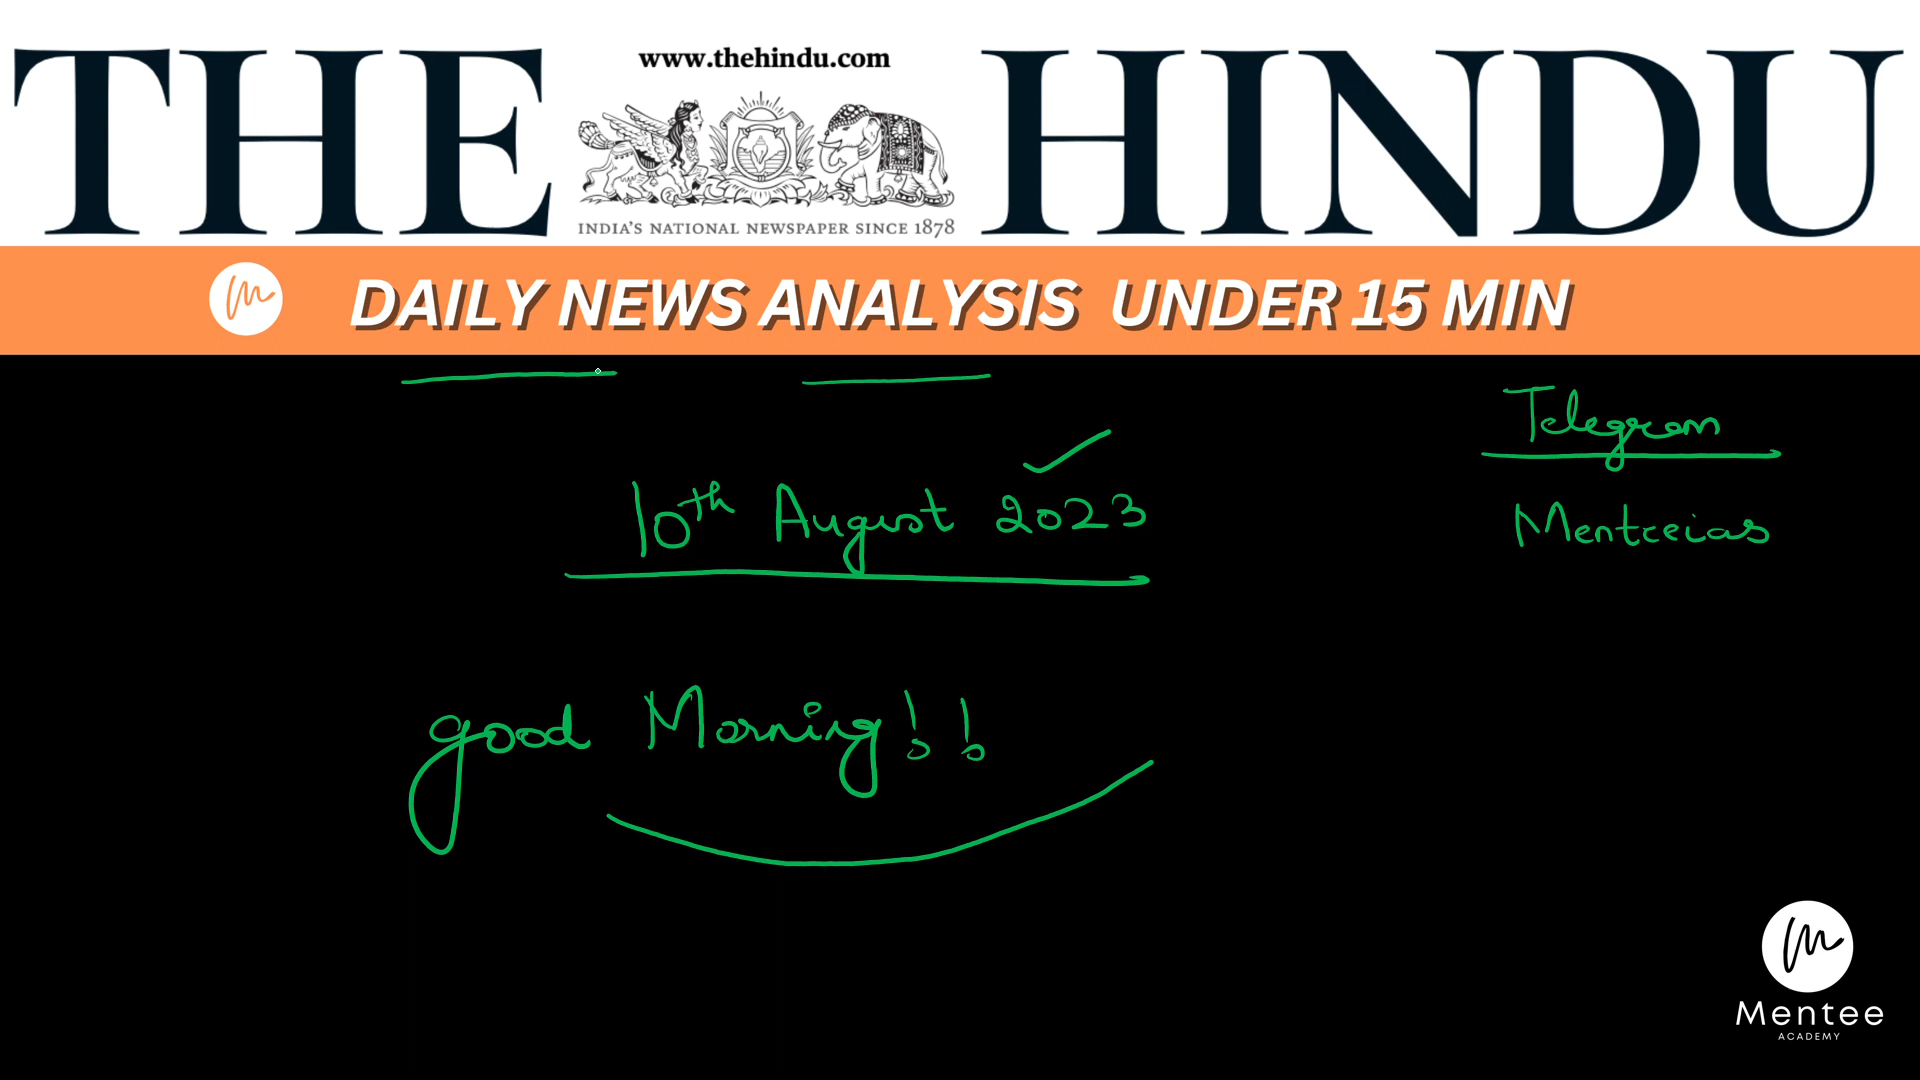 www.thehindu.com
THE HINDU
INDIA'S NATIONAL NEWSPAPER SINCE 1878
DAILY NEWS ANALYSIS UNDER 15 MIN
Telegram
10th August 2023
Menteeias
good Morning!!
Mentee
ACADEMY